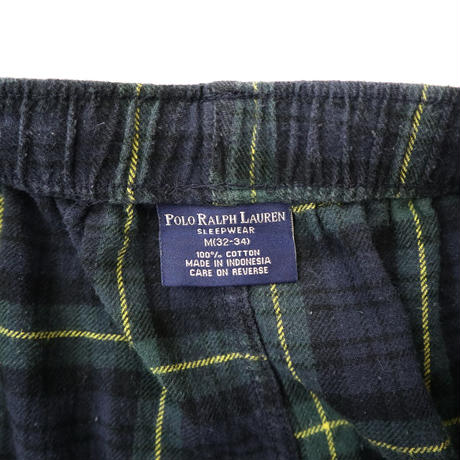 POLO RALPH LAUREN
SLEEPWEAR
M(32-34)
100% COTTON
MADE IN INDONESIA
CARE ON REVERSE